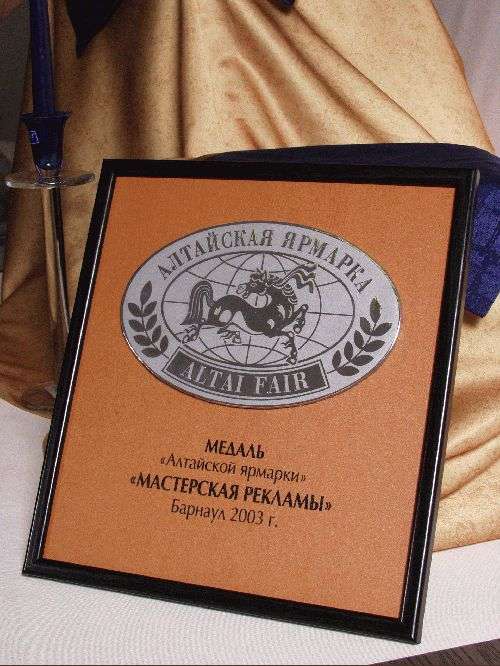 АЛТАЙСКАЯ ЯРМАРКА
ALTAI FAIR
МЕДАЛЬ
«Алтайской ярмарки»
«МАСТЕРСКАЯ РЕКЛАМЫ»
Барнаул 2003 г.